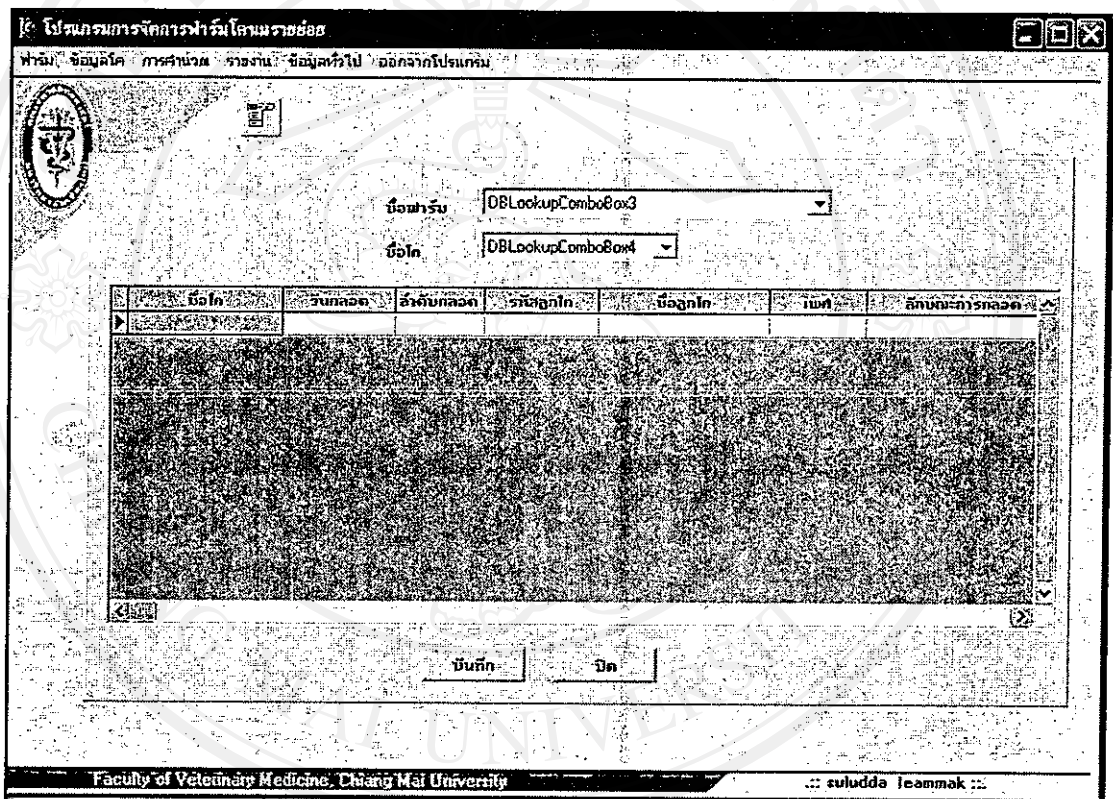 โปรแกรมการจัดการฟาร์มโคนมรายย่อย
ฟาร์ม ข้อมูลโค การคำนวณ รายงาน ข้อมูลทั่วไป ออกจากโปรแกรม
ชื่อฟาร์ม DBLookupComboBox3
ชื่อโค DBLookupComboBox4
ชื่อโค วันคลอด ลำดับคลอด รหัสลูกโค ชื่อลูกโค เพศ ลักษณะการคลอด
บันทึก ปิด
UNIVERSI
Faculty of Veterinary Medicine, Chiang Mai University .:: suludda leammak ::.